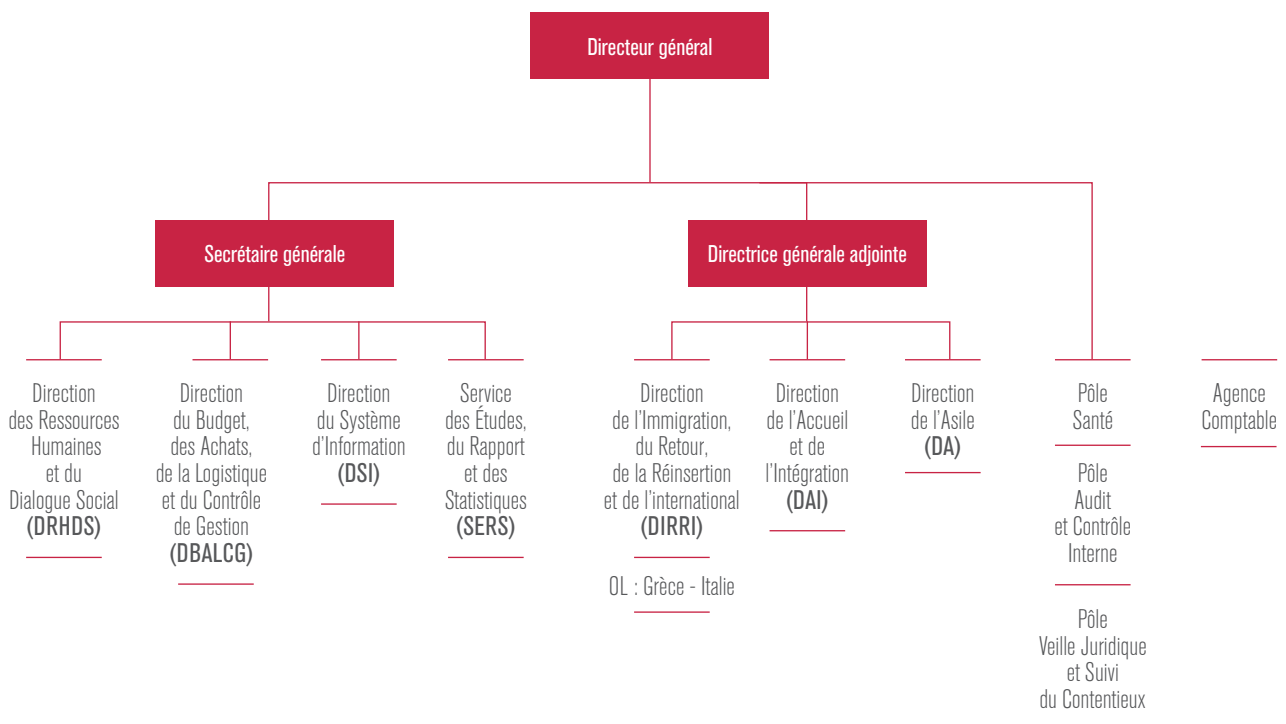 Directeur général
Secrétaire générale
Directrice générale adjointe
Direction
des Ressources
Humaines
et du
Dialogue Social
(DRHDS)
Direction
du Budget,
des Achats,
de la Logistique
et du Contrôle
de Gestion
(DBALCG)
Direction
du Système
d'Information
(DSI)
Service
des Études,
du Rapport
et des
Statistiques
(SERS)
Direction
de l'Immigration,
du Retour,
de la Réinsertion
et de l'international
(DIRRI)
OL : Grèce - Italie
Direction
de l'Accueil
et de
l'Intégration
(DAI)
Direction
de l'Asile
(DA)
Pôle
Santé
Pôle
Audit
et Contrôle
Interne
Pôle
Veille Juridique
et Suivi
du Contentieux
Agence
Comptable